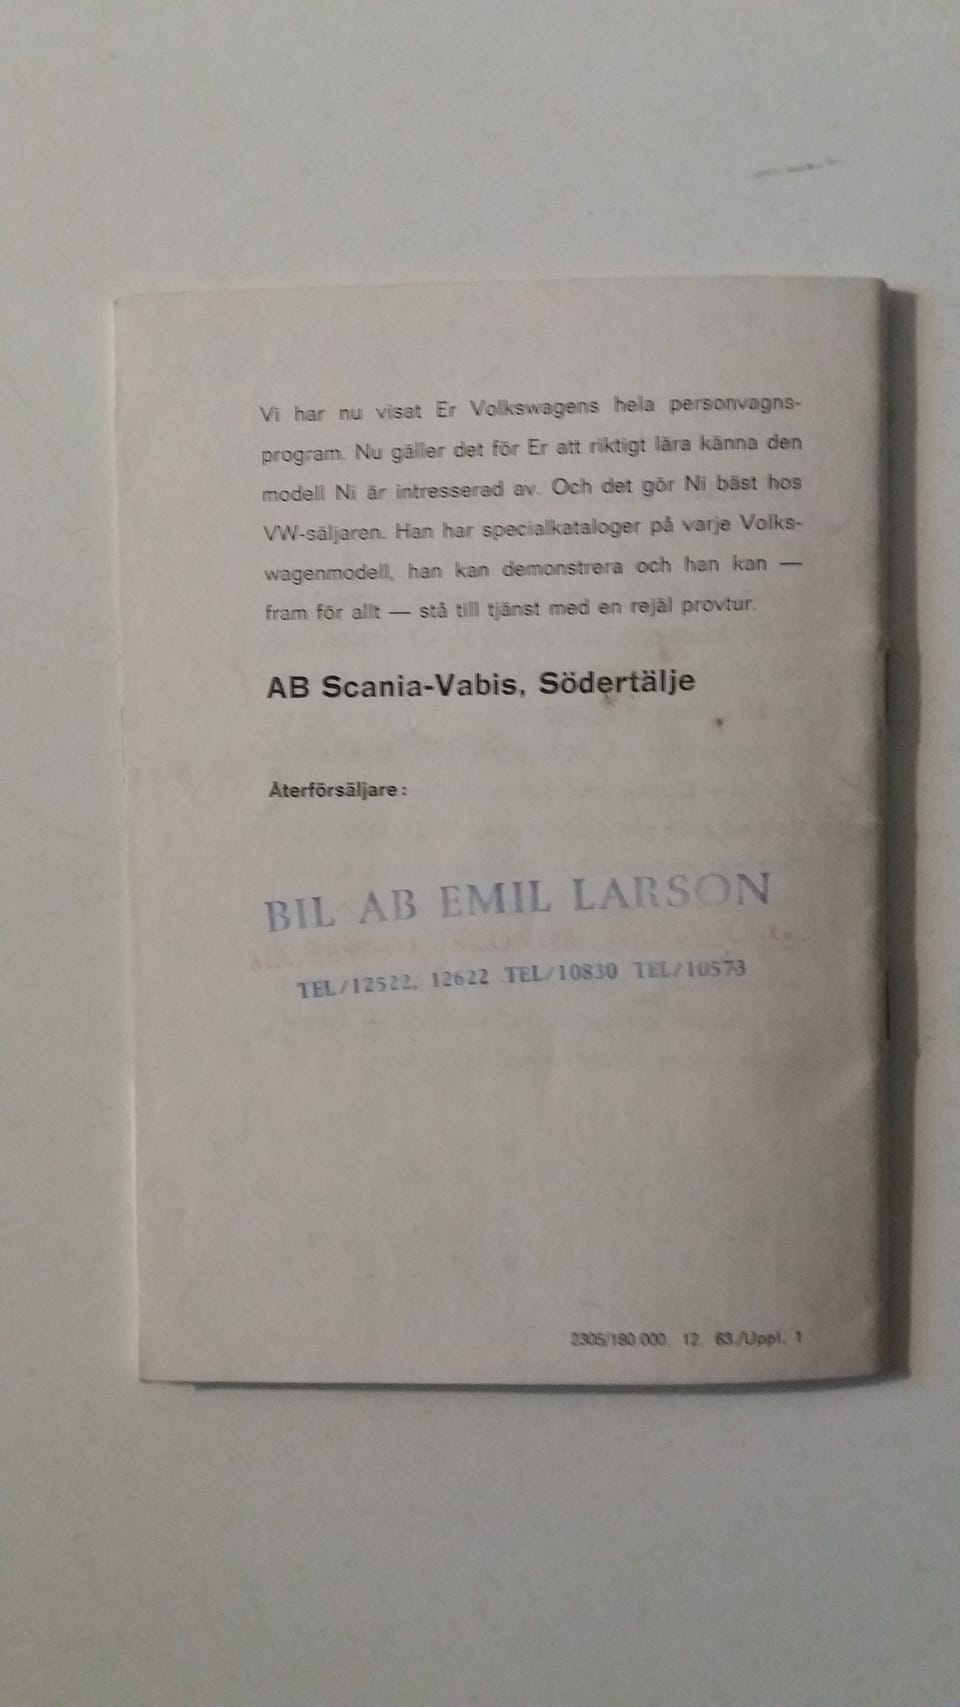 Vi har nu visat Er Volkswagens hela personvagns-
program. Nu gäller det för Er att riktigt lära känna den
modell Ni är intresserad av. Och det gör Ni bäst hos
VW-säljaren. Han har specialkataloger på varje Volks-
wagenmodell, han kan demonstrera och han kan —
fram för allt — stå till tjänst med en rejäl provtur.
AB Scania-Vabis, Södertälje
Återförsäljare:
BIL AB EMIL LARSON
TEL/12522, 12622 TEL/10830 TEL/10573
2305/180.000. 12. 63./Uppl. 1